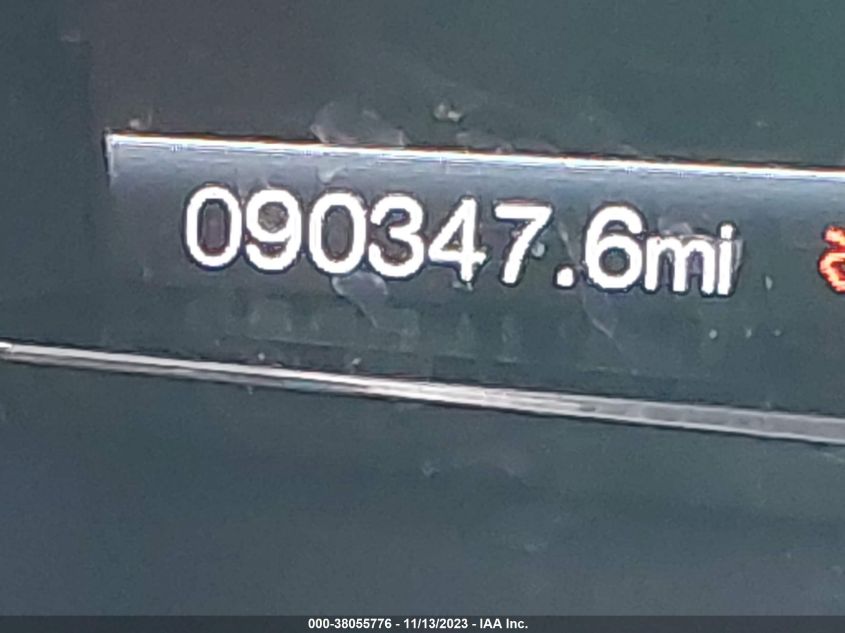 090347.6mi
000-38055776 - 11/13/2023 - IAA Inc.